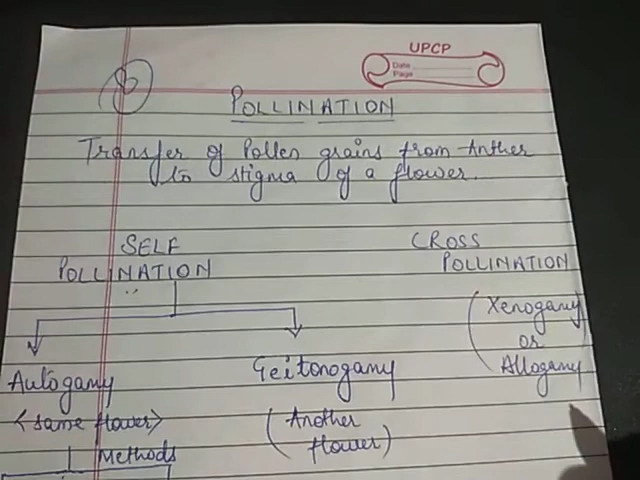 UPCP
Date
Page
6
POLLINATION
Transfer of Pollen grains from Anther
to stigma of a flower.
SELF
POLLINATION
CROSS
POLLINATION
(Xenogamy
or
Allogamy
Autogamy
<same flower>
Methods
Geitonogamy
(Another
flower)